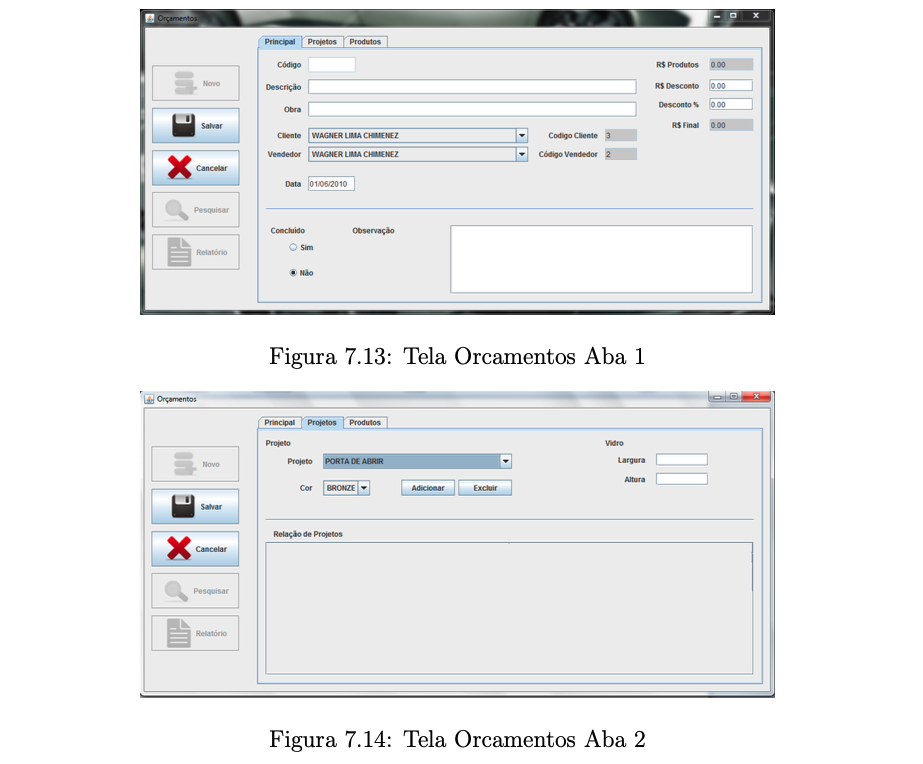 Orçamentos
Principal Projetos Produtos
Código R$ Produtos 0.00
Descrição R$ Desconto 0.00
Obra Desconto % 0.00
R$ Final 0.00
Cliente WAGNER LIMA CHIMENEZ Codigo Cliente 3
Vendedor WAGNER LIMA CHIMENEZ Código Vendedor 2
Data 01/06/2010
Concluído Observação
Sim
Não
Novo
Salvar
Cancelar
Pesquisar
Relatório
Figura 7.13: Tela Orcamentos Aba 1
Orçamentos
Principal Projetos Produtos
Projeto Vidro
Projeto PORTA DE ABRIR Largura
Altura
Cor BRONZE Adicionar Excluir
Relação de Projetos
Novo
Salvar
Cancelar
Pesquisar
Relatório
Figura 7.14: Tela Orcamentos Aba 2